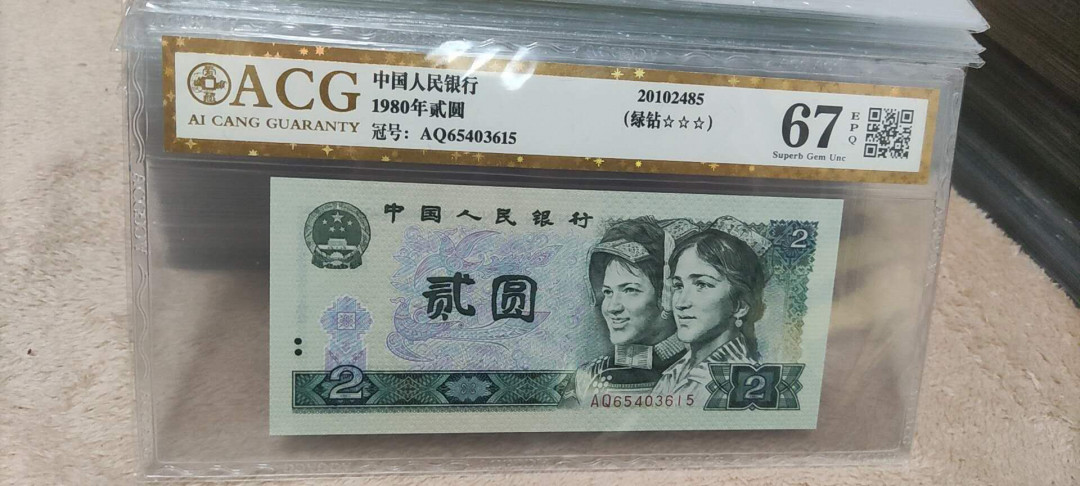 ACG
AI CANG GUARANTY
中国人民银行
1980年贰圆
冠号：AQ65403615
20102485
（绿钻☆☆☆）
67
EPQ
Superb Gem Unc
中国人民银行
贰圆
2
2
AQ65403615
2